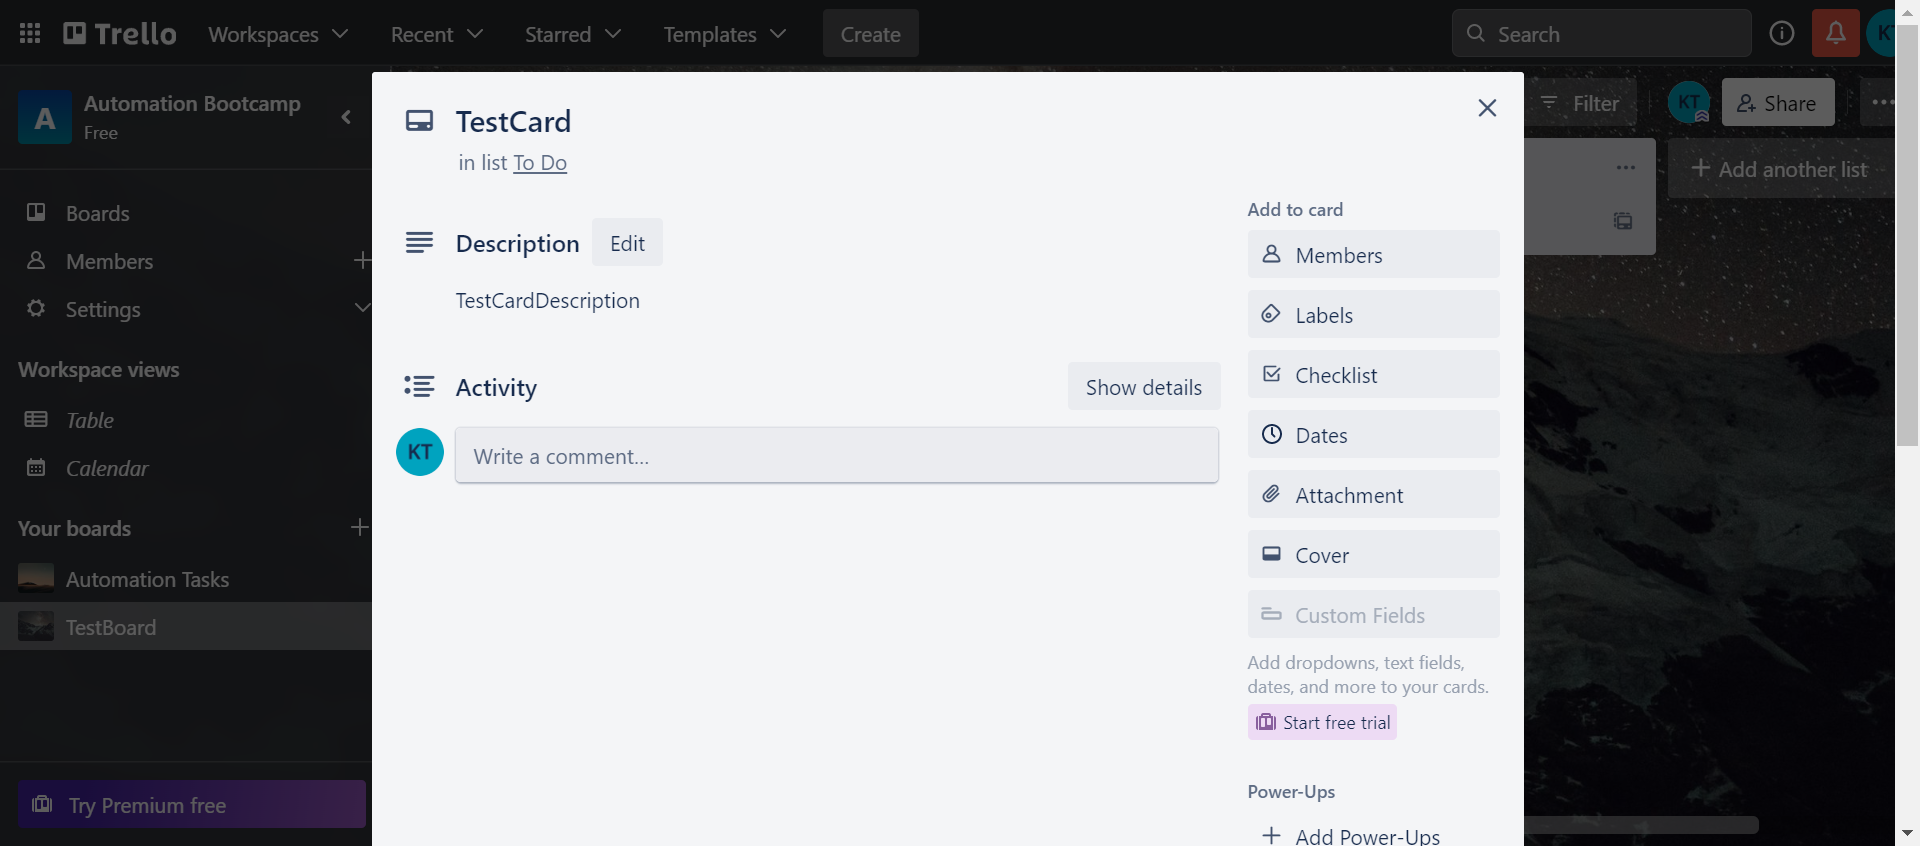 Trello
Workspaces
Recent
Starred
Templates
Create
Search
A
Automation Bootcamp
Free
Boards
Members
Settings
Workspace views
Table
Calendar
Your boards
Automation Tasks
TestBoard
Try Premium free
TestCard
in list To Do
Description
Edit
TestCardDescription
Activity
Show details
KT
Write a comment...
Add to card
Members
Labels
Checklist
Dates
Attachment
Cover
Custom Fields
Add dropdowns, text fields,
dates, and more to your cards.
Start free trial
Power-Ups
Add Power-Ups
Filter
KT
Share
Add another list